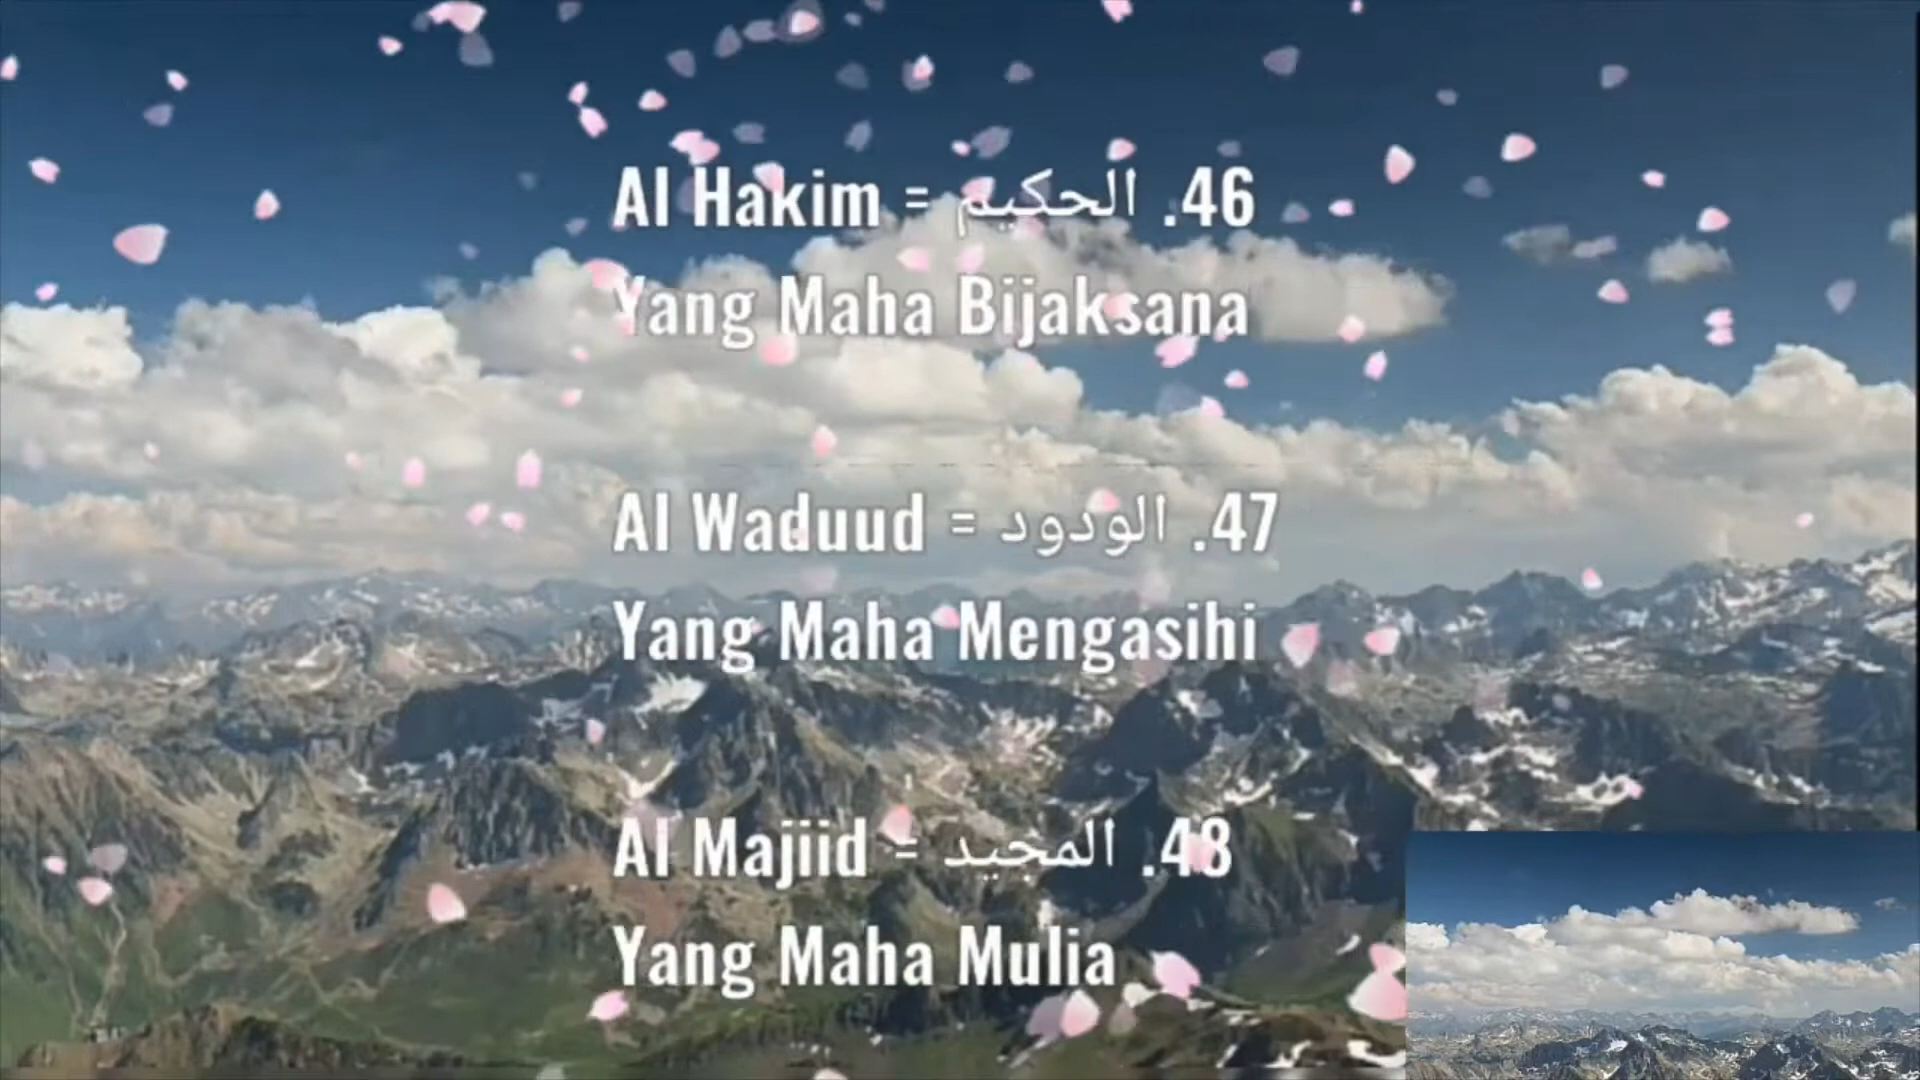 Al Hakim = الحكيم .46
Yang Maha Bijaksana
Al Waduud = الودود .47
Yang Maha Mengasihi
Al Majiid = المجيد .48
Yang Maha Mulia